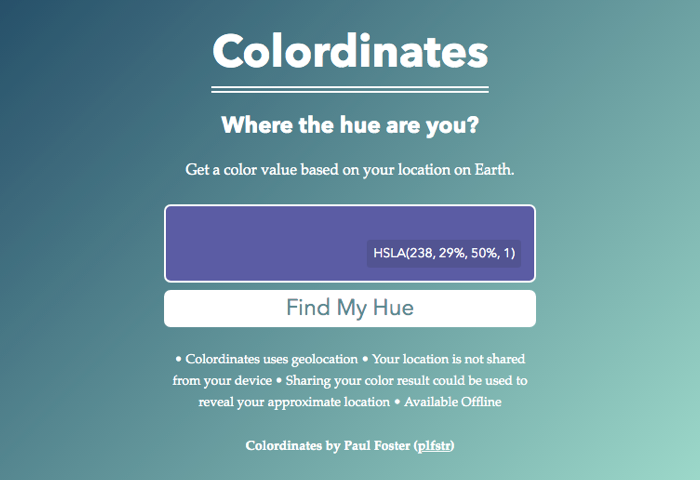 Colordinates
Where the hue are you?
Get a color value based on your location on Earth.
HSLA(238, 29%, 50%, 1)
Find My Hue
• Colordinates uses geolocation • Your location is not shared
from your device • Sharing your color result could be used to
reveal your approximate location • Available Offline
Colordinates by Paul Foster (plfstr)